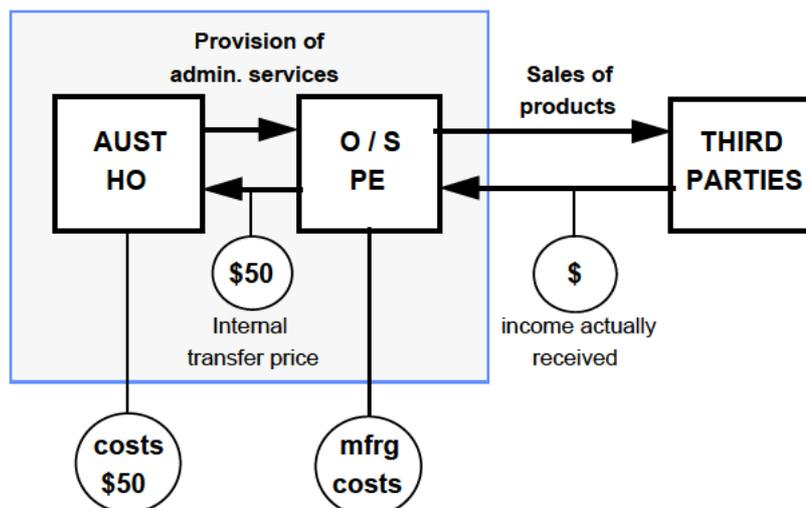 Provision of
admin. services
Sales of
products
AUST
HO
O / S
PE
THIRD
PARTIES
$50
$
Internal
transfer price
income actually
received
costs
$50
mfrg
costs